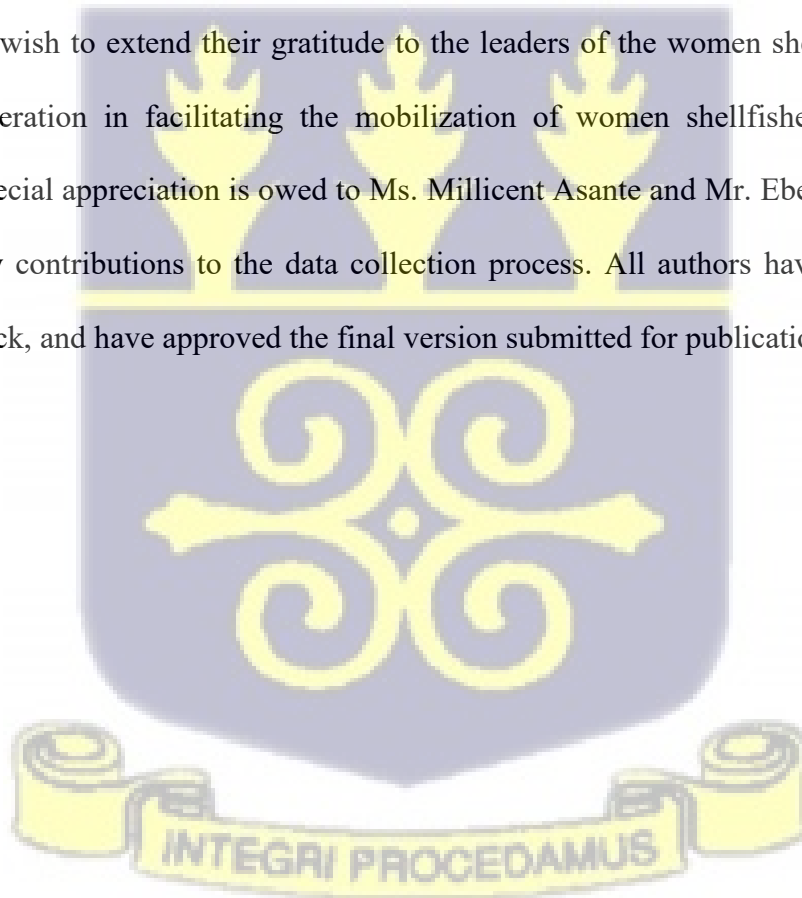 wish to extend their gratitude to the leaders of the women she
eration in facilitating the mobilization of women shellfishe
ecial appreciation is owed to Ms. Millicent Asante and Mr. Ebe
contributions to the data collection process. All authors hav
ck, and have approved the final version submitted for publicatio
INTEGRI PROCEDAMUS